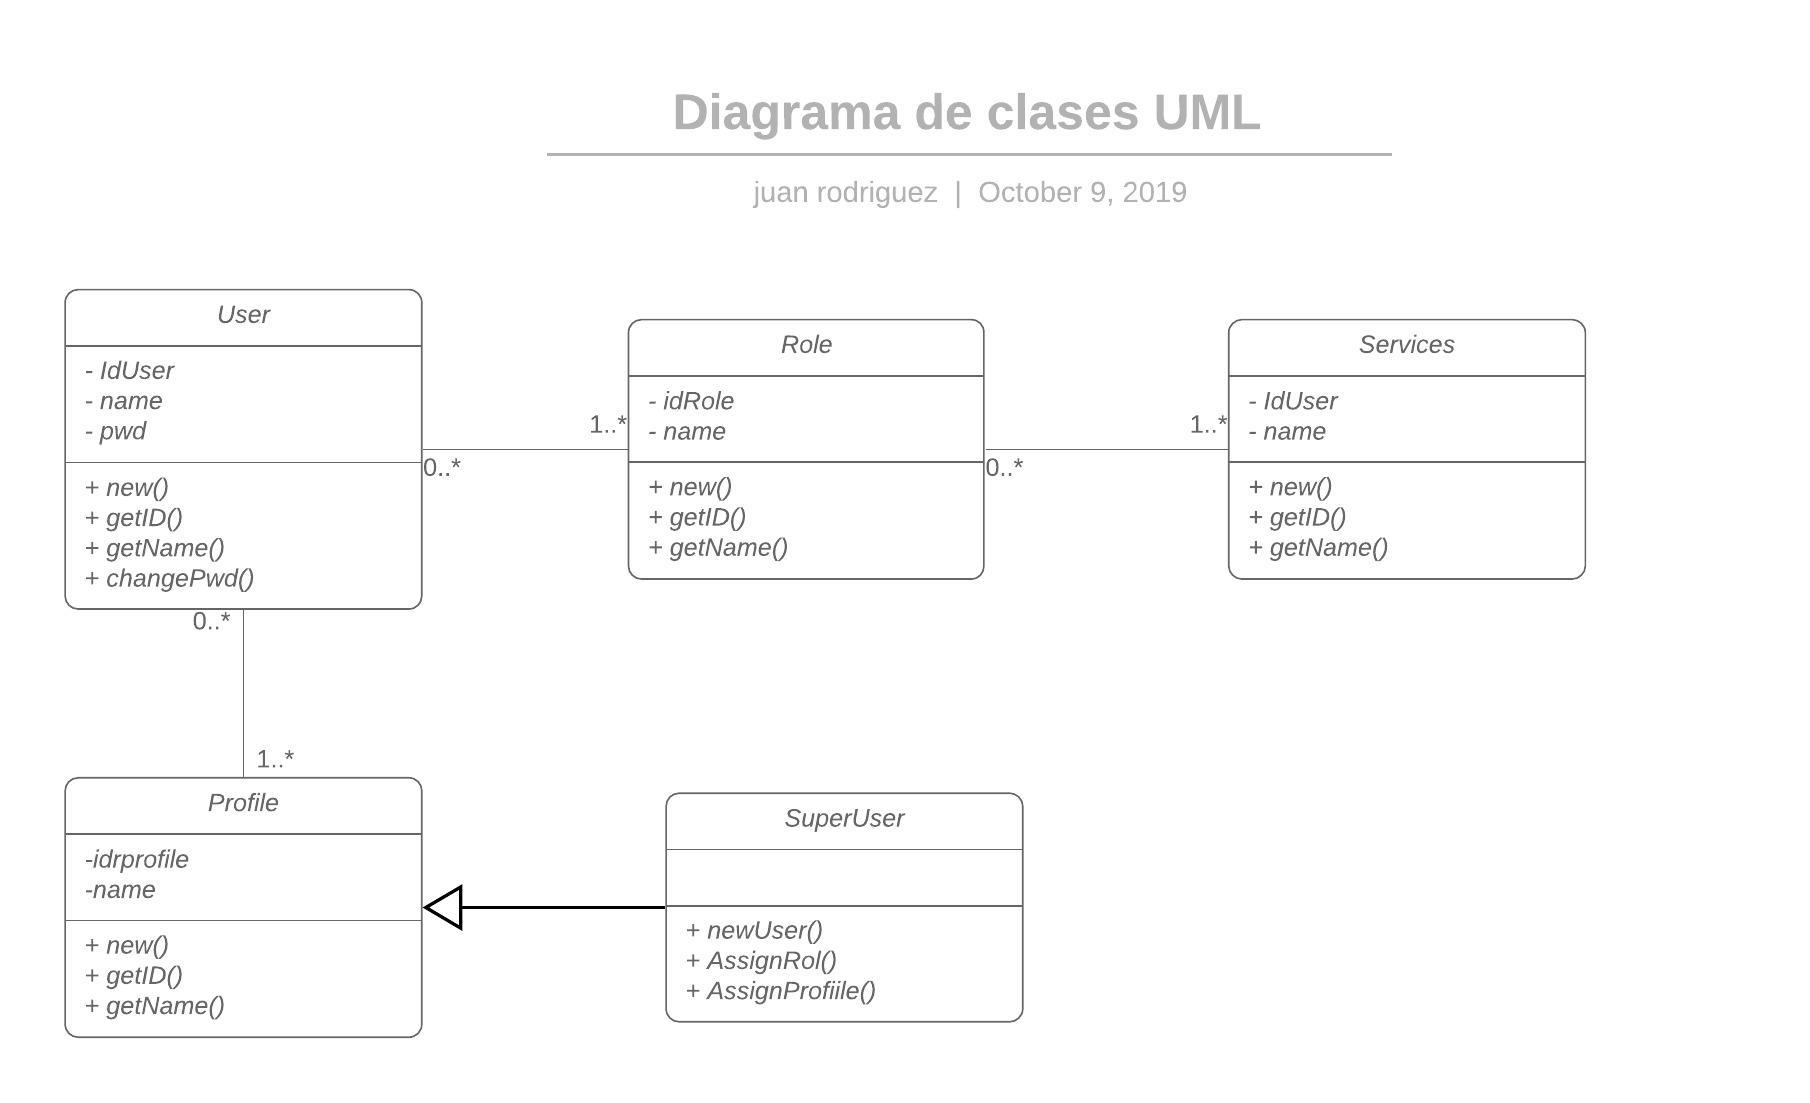 Diagrama de clases UML
juan rodriguez | October 9, 2019
User
- IdUser
- name
- pwd
+ new()
+ getID()
+ getName()
+ changePwd()
0..*
1..*
Role
- idRole
- name
+ new()
+ getID()
+ getName()
0..*
1..*
Services
- IdUser
- name
+ new()
+ getID()
+ getName()
0..*
1..*
Profile
-idrprofile
-name
+ new()
+ getID()
+ getName()
SuperUser
+ newUser()
+ AssignRol()
+ AssignProfiile()